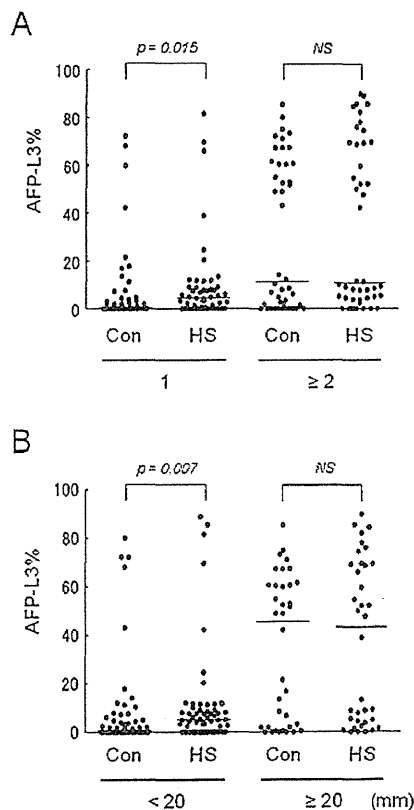 A
p = 0.015
NS
AFP-L3%
100
80
60
40
20
0
Con
HS
Con
HS
1
≥ 2
B
p = 0.007
NS
AFP-L3%
100
80
60
40
20
0
Con
HS
Con
HS
< 20
≥ 20
(mm)